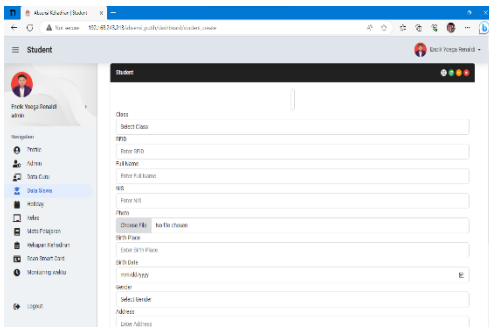 Absensi Kehadiran | Student
Not secure
Student
Encik Yoega Renaldi
Student
Encik Yoega Renaldi
admin
Navigation
Profile
Admin
Data Guru
Data Siswa
Holiday
Kelas
Mata Pelajaran
Rekapan Kehadiran
Scan Smart Card
Monitoring waktu
Logout
Class
Select Class
RFID
Enter RFID
Full Name
Enter Full Name
NIS
Enter NIS
Photo
Choose File No file chosen
Birth Place
Enter Birth Place
Birth Date
mm/dd/yyyy
Gender
Select Gender
Address
Enter Address